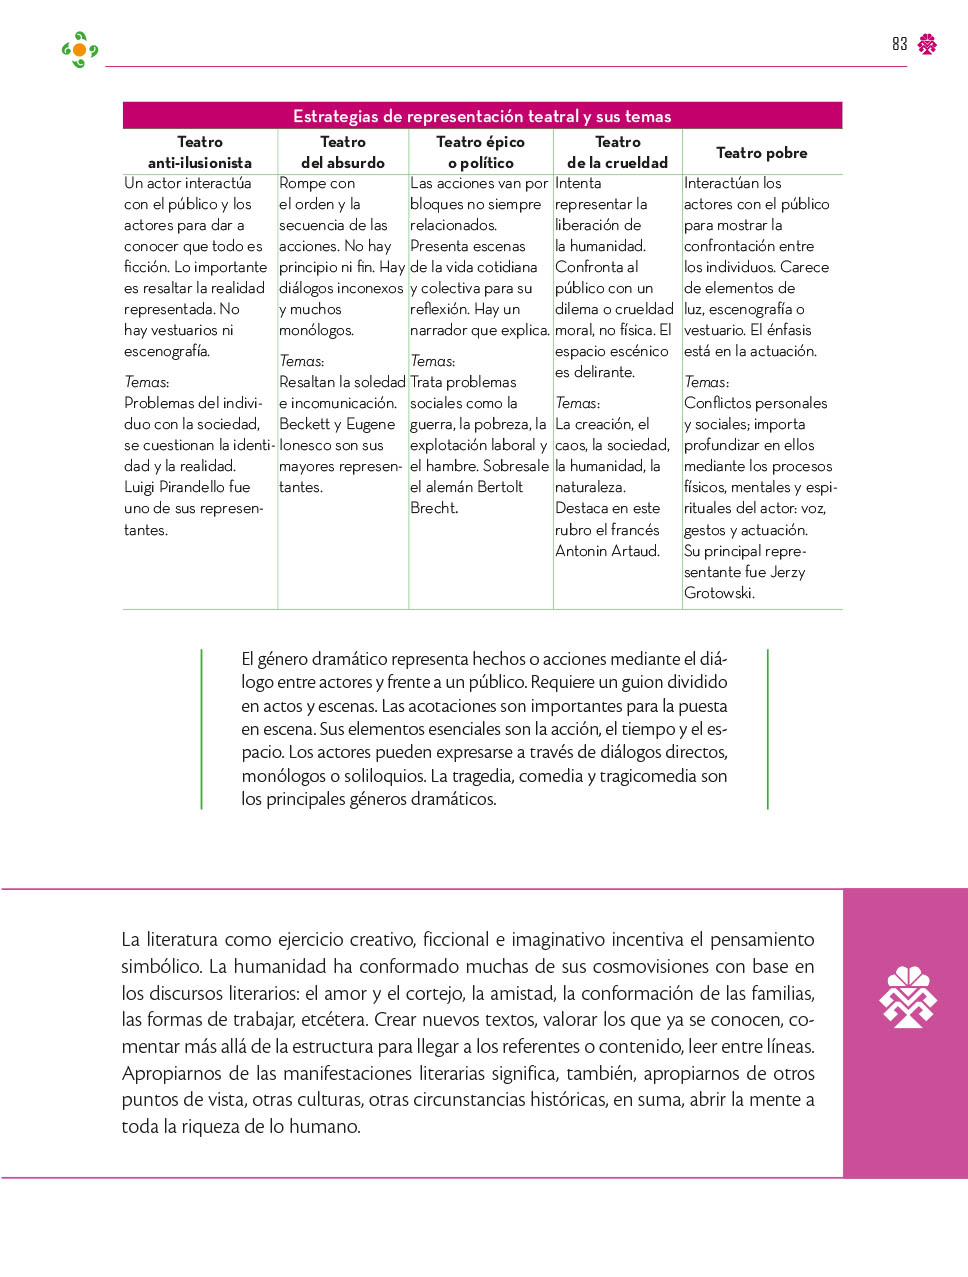 83
Estrategias de representación teatral y sus temas
Teatro
anti-ilusionista
Teatro
del absurdo
Teatro épico
o político
Teatro
de la crueldad
Teatro pobre
Un actor interactúa
con el público y los
actores para dar a
conocer que todo es
ficción. Lo importante
es resaltar la realidad
representada. No
hay vestuarios ni
escenografía.
Temas:
Problemas del indivi-
duo con la sociedad,
se cuestionan la identi-
dad y la realidad.
Luigi Pirandello fue
uno de sus represen-
tantes.
Rompe con
el orden y la
secuencia de las
acciones. No hay
principio ni fin. Hay
diálogos inconexos
y muchos
monólogos.
Temas:
Resaltan la soledad
e incomunicación.
Beckett y Eugene
Ionesco son sus
mayores represen-
tantes.
Las acciones van por
bloques no siempre
relacionados.
Presenta escenas
de la vida cotidiana
y colectiva para su
reflexión. Hay un
narrador que explica.
Temas:
Trata problemas
sociales como la
guerra, la pobreza, la
explotación laboral y
el hambre. Sobresale
el alemán Bertolt
Brecht.
Intenta
representar la
liberación de
la humanidad.
Confronta al
público con un
dilema o crueldad
moral, no física. El
espacio escénico
es delirante.
Temas:
La creación, el
caos, la sociedad,
la humanidad, la
naturaleza.
Destaca en este
rubro el francés
Antonin Artaud.
Interactúan los
actores con el público
para mostrar la
confrontación entre
los individuos. Carece
de elementos de
luz, escenografía o
vestuario. El énfasis
está en la actuación.
Temas:
Conflictos personales
y sociales; importa
profundizar en ellos
mediante los procesos
físicos, mentales y espi-
rituales del actor: voz,
gestos y actuación.
Su principal repre-
sentante fue Jerzy
Grotowski.
El género dramático representa hechos o acciones mediante el diá-
logo entre actores y frente a un público. Requiere un guion dividido
en actos y escenas. Las acotaciones son importantes para la puesta
en escena. Sus elementos esenciales son la acción, el tiempo y el es-
pacio. Los actores pueden expresarse a través de diálogos directos,
monólogos o soliloquios. La tragedia, comedia y tragicomedia son
los principales géneros dramáticos.
La literatura como ejercicio creativo, ficcional e imaginativo incentiva el pensamiento
simbólico. La humanidad ha conformado muchas de sus cosmovisiones con base en
los discursos literarios: el amor y el cortejo, la amistad, la conformación de las familias,
las formas de trabajar, etcétera. Crear nuevos textos, valorar los que ya se conocen, co-
mentar más allá de la estructura para llegar a los referentes o contenido, leer entre líneas.
Apropiarnos de las manifestaciones literarias significa, también, apropiarnos de otros
puntos de vista, otras culturas, otras circunstancias históricas, en suma, abrir la mente a
toda la riqueza de lo humano.